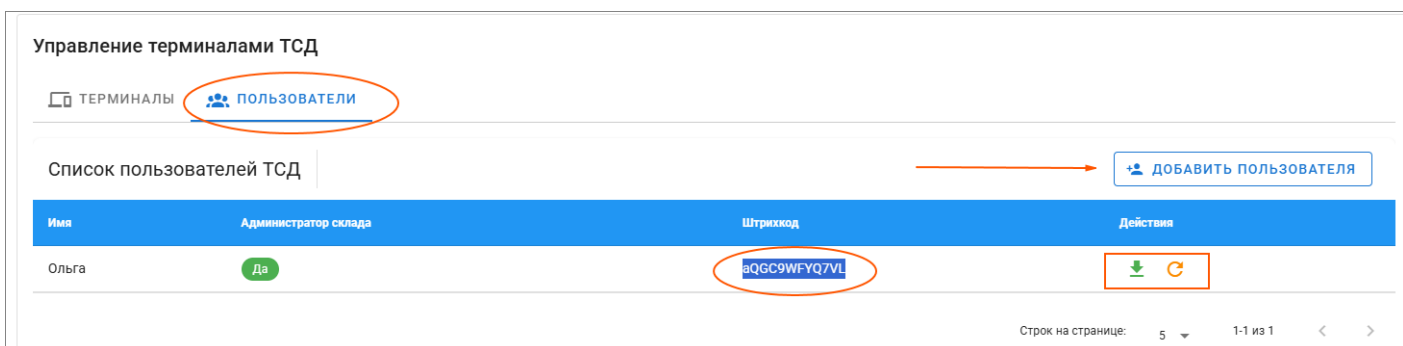 Управление терминалами ТСД
ТЕРМИНАЛЫ ПОЛЬЗОВАТЕЛИ
Список пользователей ТСД ДОБАВИТЬ ПОЛЬЗОВАТЕЛЯ
Имя Администратор склада Штрихкод Действия
Ольга Да aQGC9WFYQ7VL
Строк на странице: 5 1-1 из 1